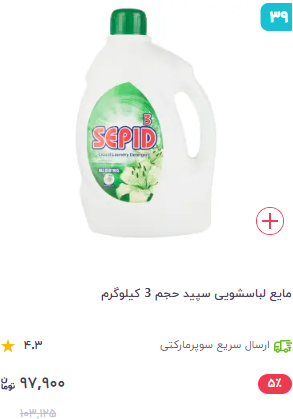 ۳۹
3
SEPID
Liquid Laundry Detergent
مایع لباسشویی سپید حجم 3 کیلوگرم
ارسال سریع سوپرمارکتی
۴.۳
۵٪
۹۷,۹۰۰ تومان
۱۰۳,۱۲۵